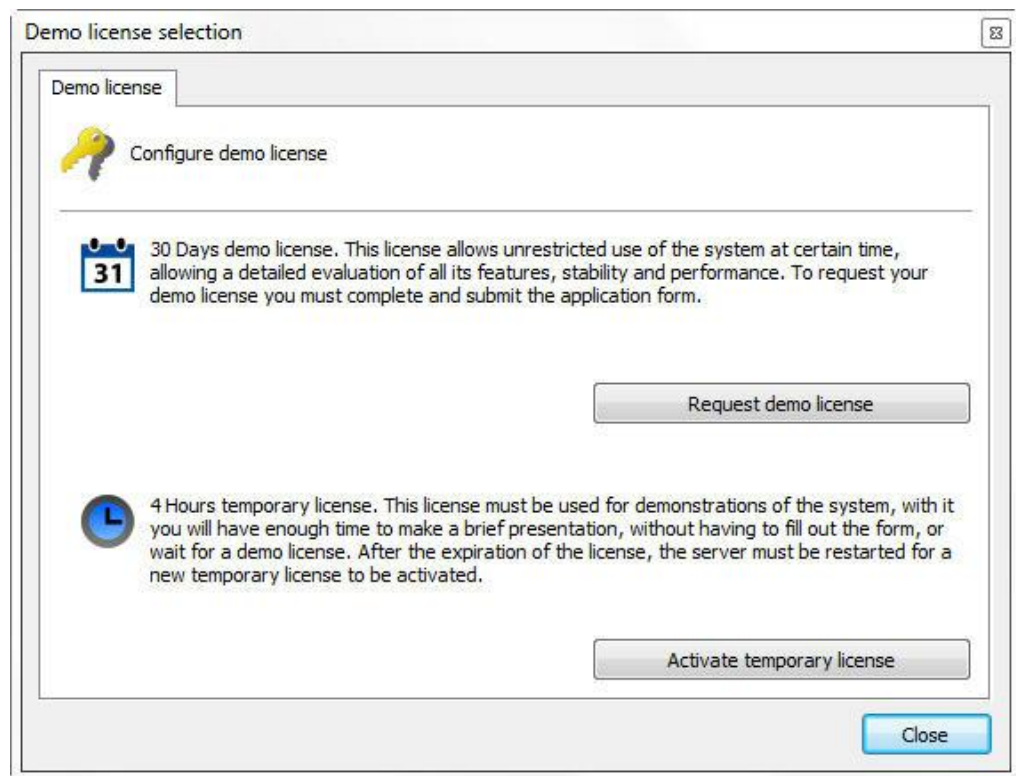 Demo license selection
Demo license
Configure demo license
30 Days demo license. This license allows unrestricted use of the system at certain time,
31
allowing a detailed evaluation of all its features, stability and performance. To request your
demo license you must complete and submit the application form.
Request demo license
4 Hours temporary license. This license must be used for demonstrations of the system, with it
you will have enough time to make a brief presentation, without having to fill out the form, or
wait for a demo license. After the expiration of the license, the server must be restarted for a
new temporary license to be activated.
Activate temporary license
Close